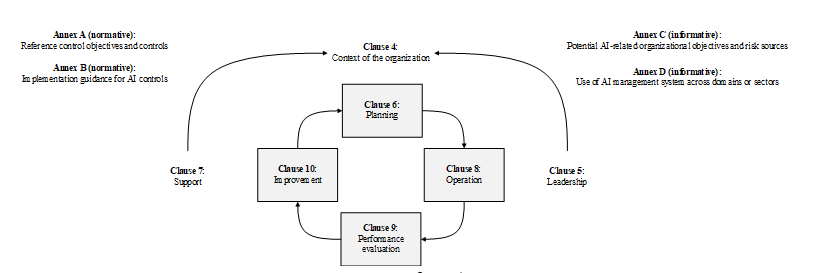 Annex A (normative):
Reference control objectives and controls
Annex B (normative):
Implementation guidance for AI controls
Clause 4:
Context of the organization
Annex C (informative):
Potential AI-related organizational objectives and risk sources
Annex D (informative):
Use of AI management system across domains or sectors
Clause 6:
Planning
Clause 7:
Support
Clause 10:
Improvement
Clause 8:
Operation
Clause 5:
Leadership
Clause 9:
Performance
evaluation